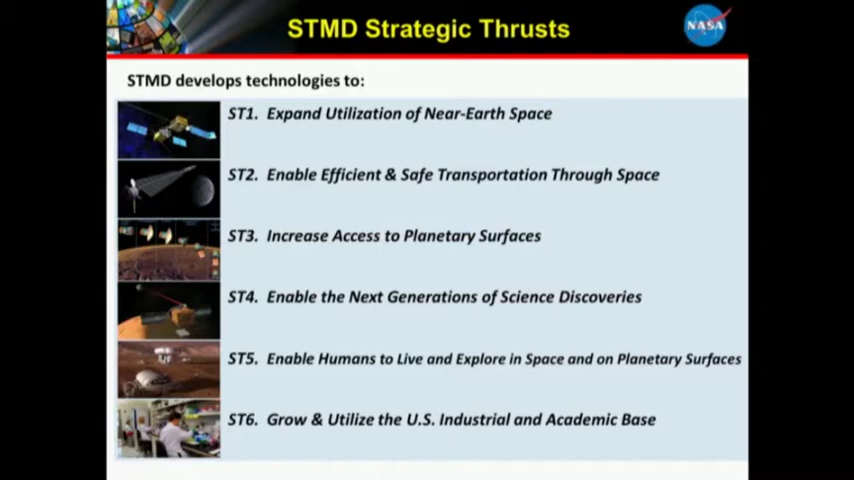 STMD Strategic Thrusts
NASA
STMD develops technologies to:
ST1. Expand Utilization of Near-Earth Space
ST2. Enable Efficient & Safe Transportation Through Space
ST3. Increase Access to Planetary Surfaces
ST4. Enable the Next Generations of Science Discoveries
ST5. Enable Humans to Live and Explore in Space and on Planetary Surfaces
ST6. Grow & Utilize the U.S. Industrial and Academic Base